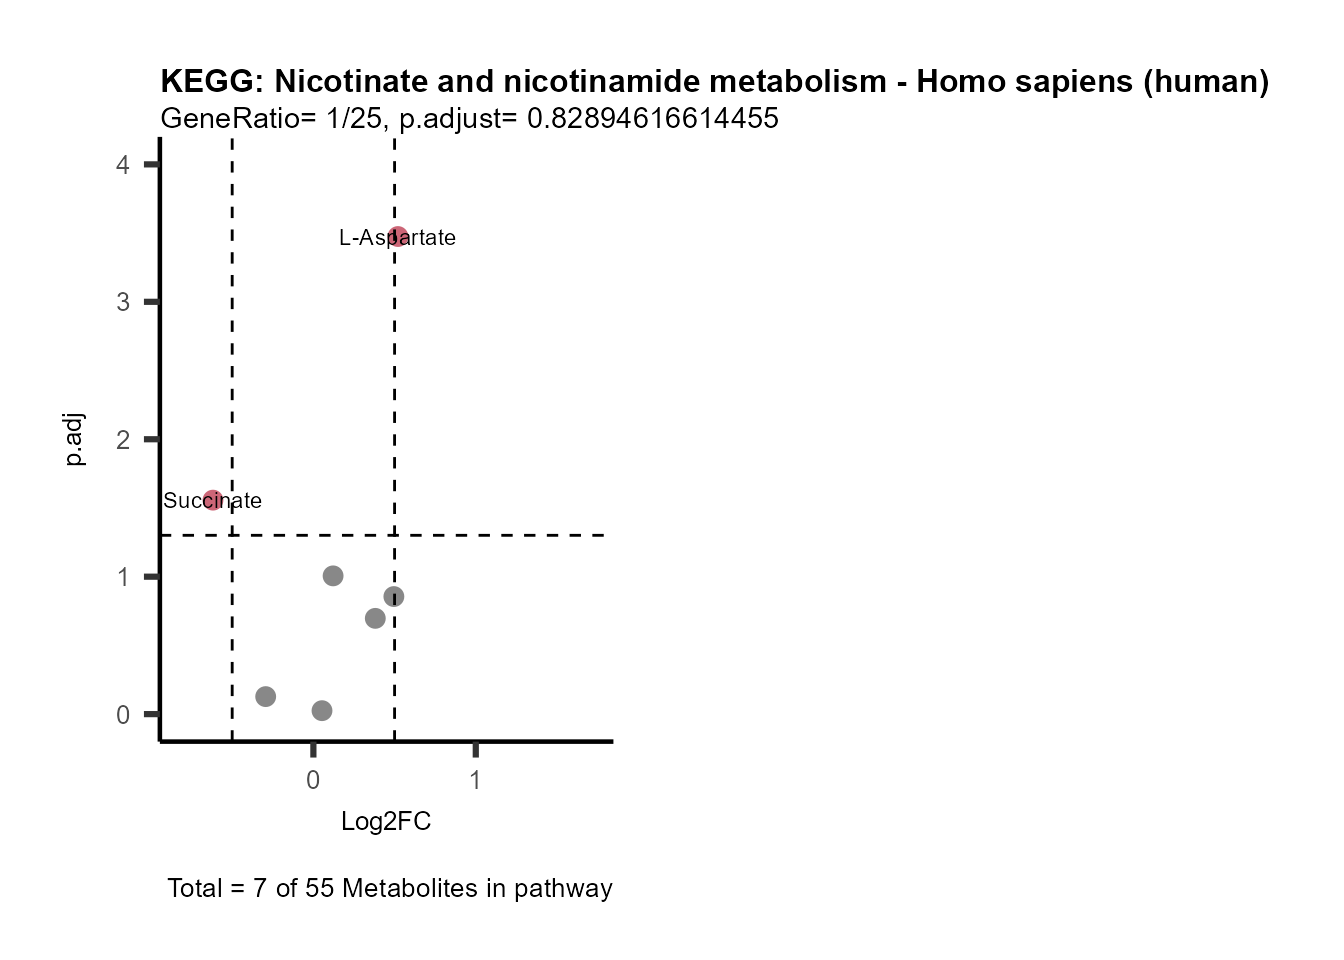 KEGG: Nicotinate and nicotinamide metabolism - Homo sapiens (human)
GeneRatio= 1/25, p.adjust= 0.82894616614455
4
L-Aspartate
3
p.adj
2
Succinate
1
0
0 1
Log2FC
Total = 7 of 55 Metabolites in pathway